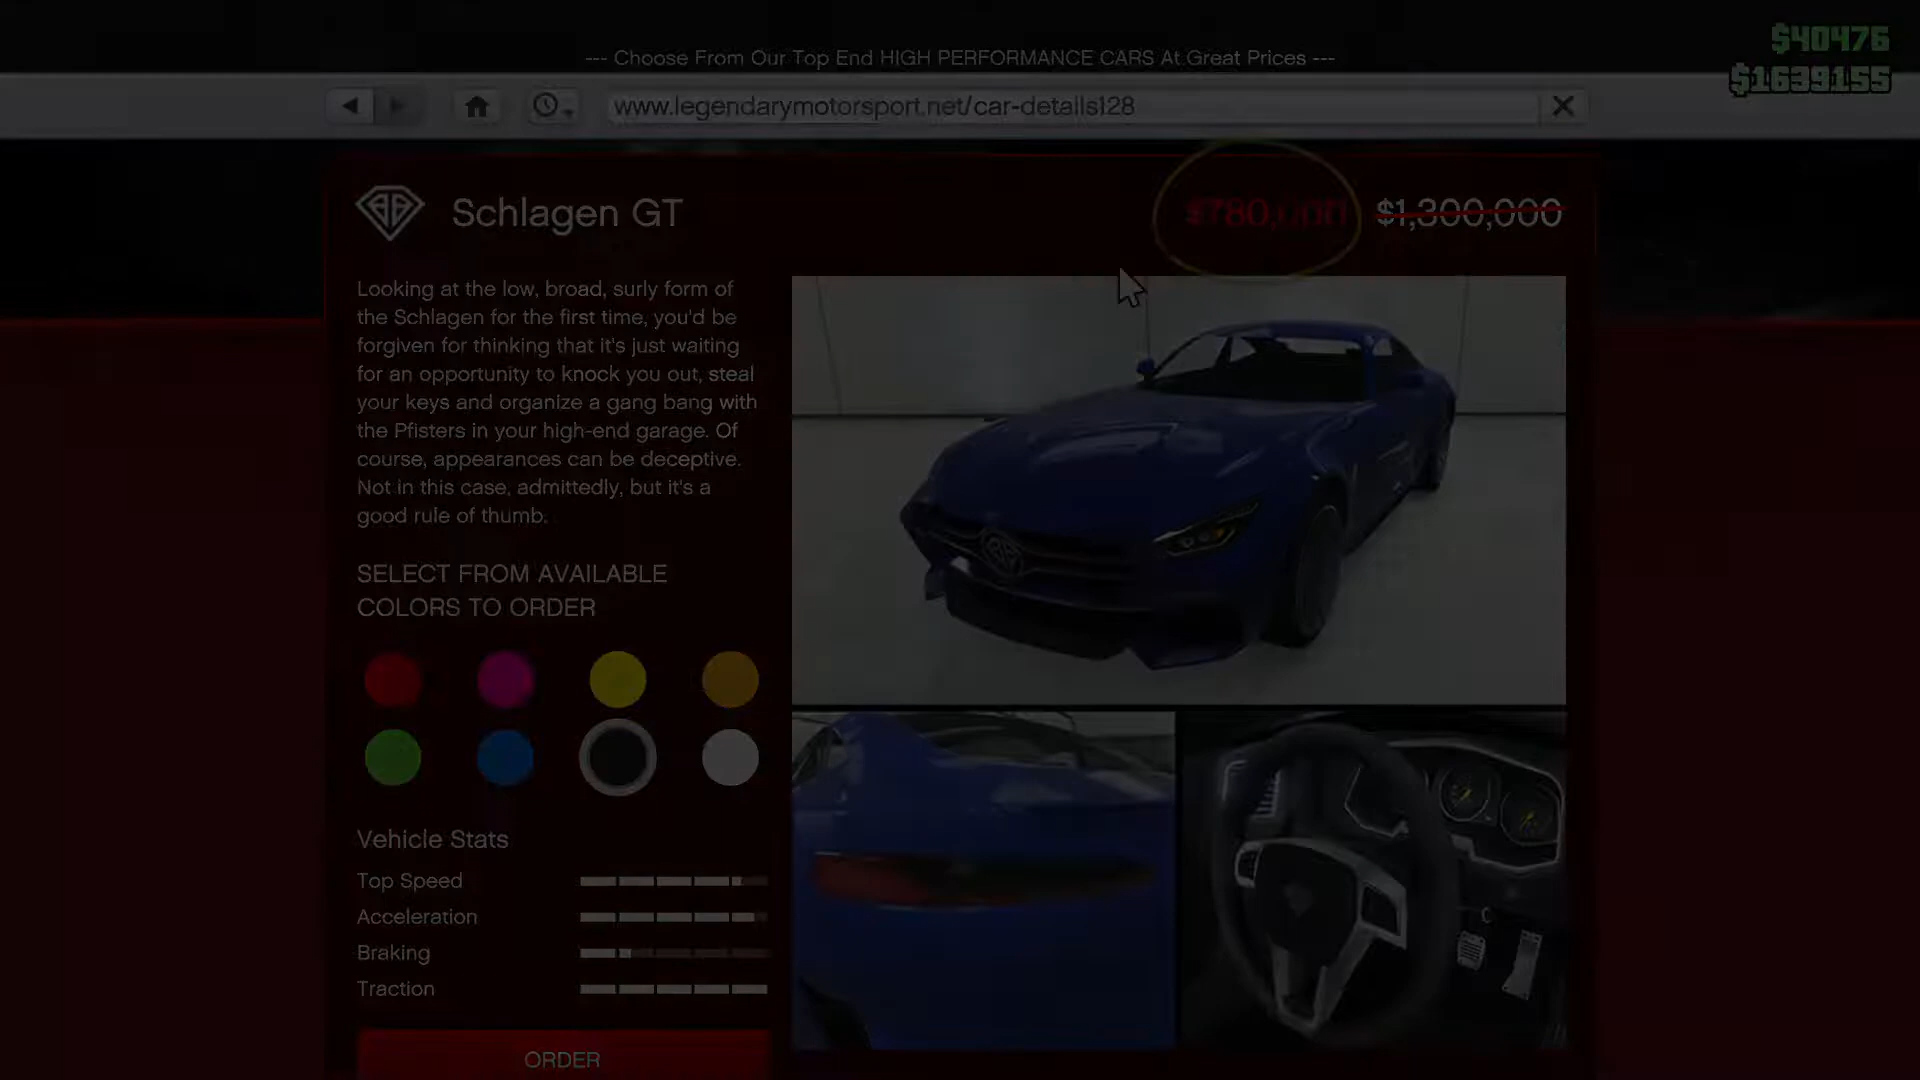 $40476
--- Choose From Our Top End HIGH PERFORMANCE CARS At Great Prices ---
$1639155
www.legendarymotorsport.net/car-details128
Schlagen GT
$780,000 $1,300,000
Looking at the low, broad, surly form of
the Schlagen for the first time, you'd be
forgiven for thinking that it's just waiting
for an opportunity to knock you out, steal
your keys and organize a gang bang with
the Pfisters in your high-end garage. Of
course, appearances can be deceptive.
Not in this case, admittedly, but it's a
good rule of thumb.
SELECT FROM AVAILABLE
COLORS TO ORDER
Vehicle Stats
Top Speed
Acceleration
Braking
Traction
ORDER